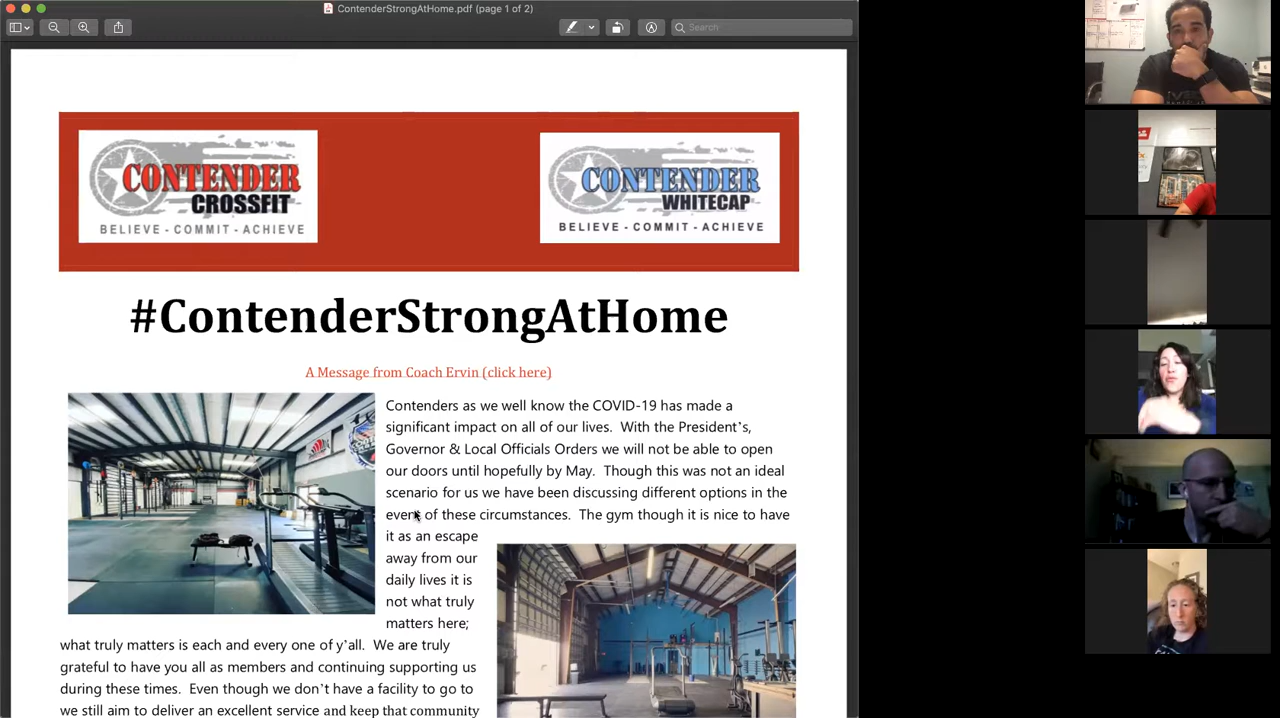 ContenderStrongAtHome.pdf (page 1 of 2)
Search
CONTENDER
CROSSFIT
BELIEVE - COMMIT - ACHIEVE
CONTENDER
WHITECAP
BELIEVE - COMMIT - ACHIEVE
#ContenderStrongAtHome
A Message from Coach Ervin (click here)
Contenders as we well know the COVID-19 has made a
significant impact on all of our lives.  With the President's,
Governor & Local Officials Orders we will not be able to open
our doors until hopefully by May.  Though this was not an ideal
scenario for us we have been discussing different options in the
event of these circumstances.  The gym though it is nice to have
it as an escape
away from our
daily lives it is
not what truly
matters here;
what truly matters is each and every one of y'all.  We are truly
grateful to have you all as members and continuing supporting us
during these times.  Even though we don't have a facility to go to
we still aim to deliver an excellent service and keep that community